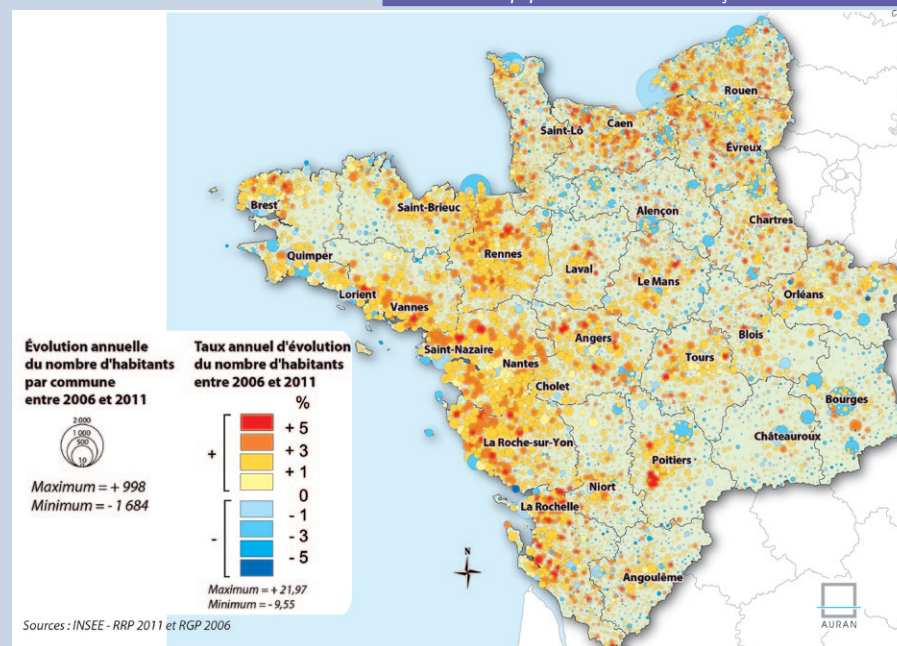 Rouen
Caen
Saint-Lô
Évreux
Brest
Saint-Brieuc
Alençon
Chartres
Rennes
Quimper
Laval
Le Mans
Lorient
Orléans
Vannes
Blois
Angers
Saint-Nazaire
Tours
Nantes
Cholet
Bourges
Châteauroux
La Roche-sur-Yon
Poitiers
Niort
La Rochelle
Angoulême
Évolution annuelle
du nombre d'habitants
par commune
entre 2006 et 2011
2 000
1 000
500
10
Maximum = + 998
Minimum = - 1 684
Taux annuel d'évolution
du nombre d'habitants
entre 2006 et 2011
%
+ 5
+ 3
+ 1
0
- 1
- 3
- 5
+
-
Maximum = + 21,97
Minimum = - 9,55
N
AURAN
Sources : INSEE - RRP 2011 et RGP 2006